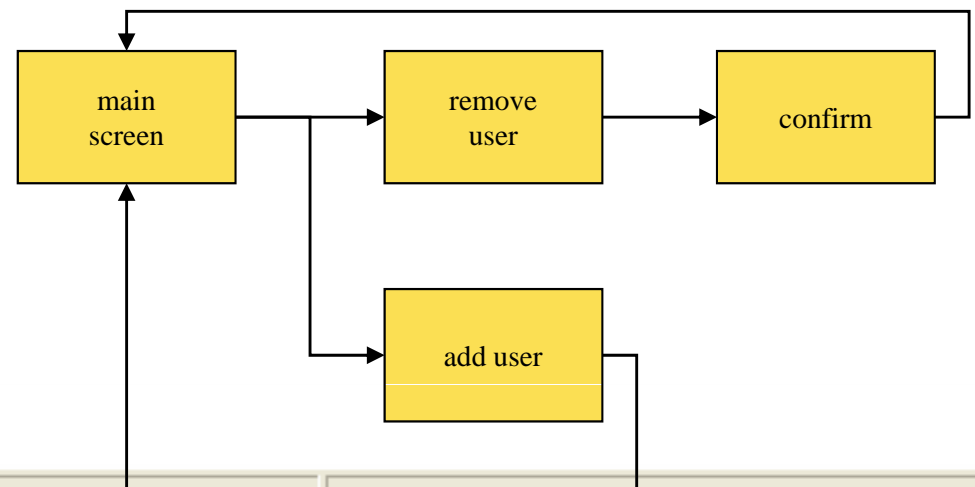 main
screen
remove
user
confirm
add user